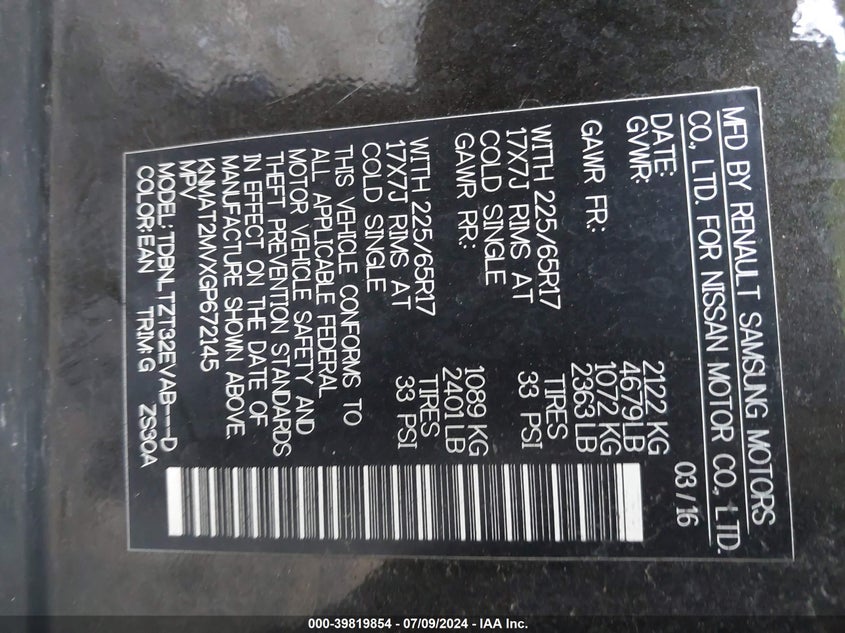 MFD BY RENAULT SAMSUNG MOTORS
CO., LTD. FOR NISSAN MOTOR CO., LTD.
DATE: 03/16
GVWR: 2122 KG
4679LB
GAWR FR: 1072 KG
2363 LB
WITH 225/65R17 TIRES
17X7J RIMS AT 33 PSI
COLD SINGLE
GAWR RR: 1089 KG
2401 LB
WITH 225/65R17 TIRES
17X7J RIMS AT 33 PSI
COLD SINGLE
THIS VEHICLE CONFORMS TO
ALL APPLICABLE FEDERAL
MOTOR VEHICLE SAFETY AND
THEFT PREVENTION STANDARDS
IN EFFECT ON THE DATE OF
MANUFACTURE SHOWN ABOVE.
KNMAT2MVXGP672145
MPV
MODEL: TDBNLTZT32EVAB---D
COLOR:EAN TRIM:G ZS30A
000-39819854 - 07/09/2024 - IAA Inc.